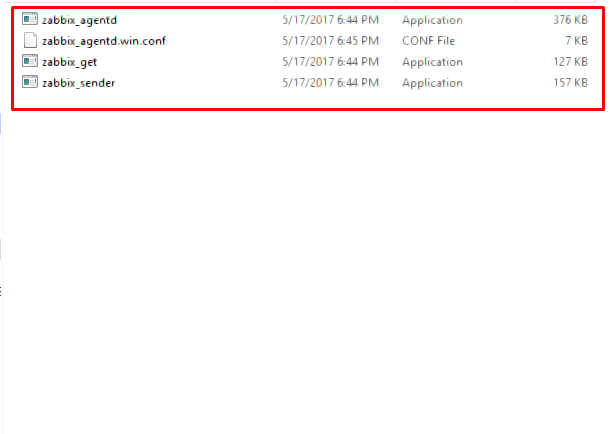 zabbix_agentd 5/17/2017 6:44 PM Application 376 KB
zabbix_agentd.win.conf 5/17/2017 6:45 PM CONF File 7 KB
zabbix_get 5/17/2017 6:44 PM Application 127 KB
zabbix_sender 5/17/2017 6:44 PM Application 157 KB